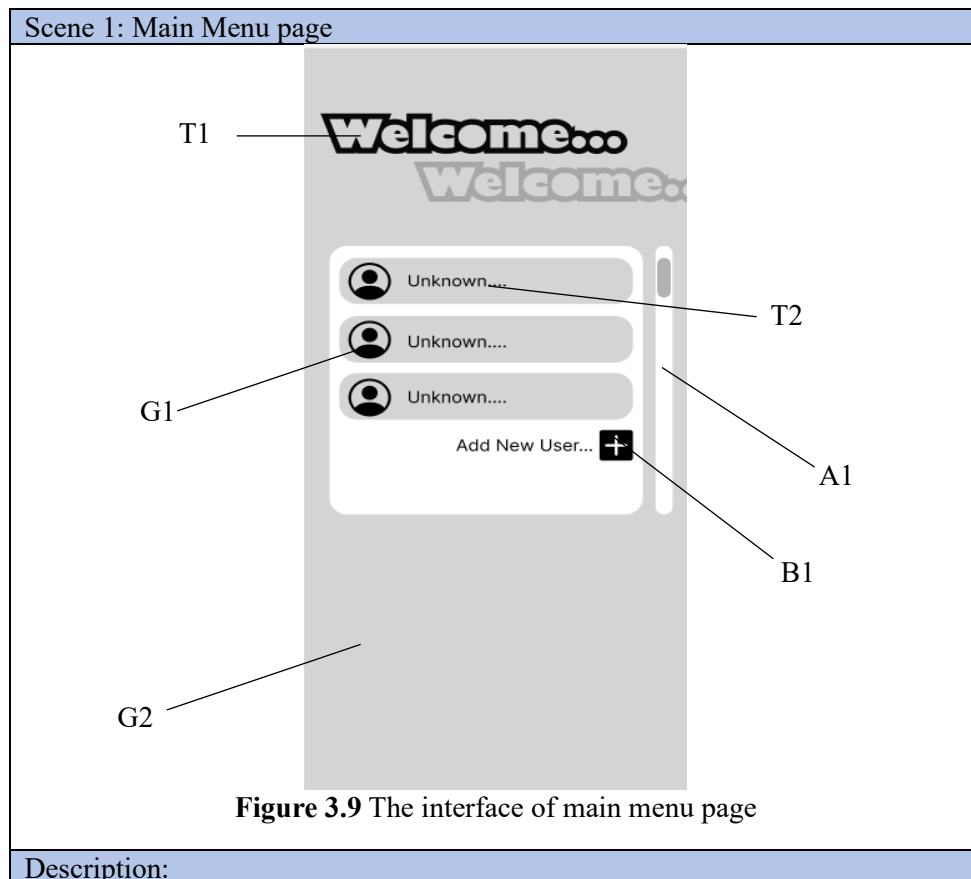 Scene 1: Main Menu page
T1
Welcome...
Welcome..
Unknown....
T2
Unknown....
G1
Unknown....
Add New User...
A1
B1
G2
Figure 3.9 The interface of main menu page
Description: